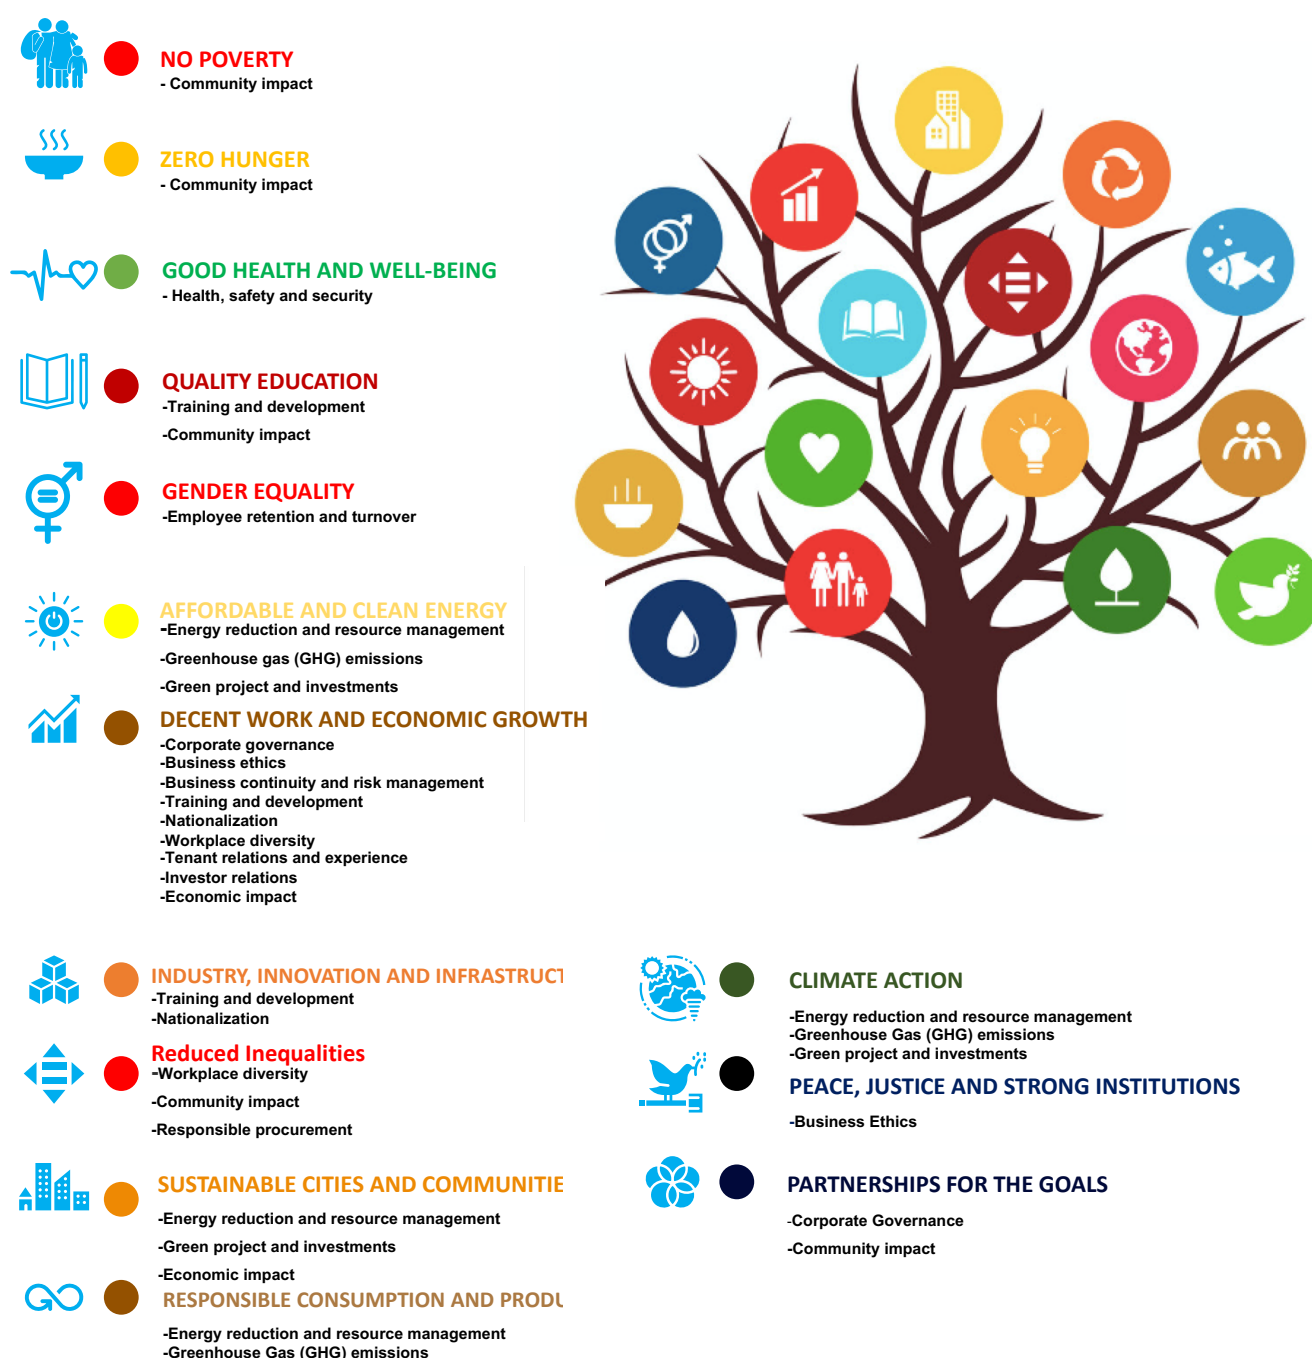 NO POVERTY
- Community impact
ZERO HUNGER
- Community impact
GOOD HEALTH AND WELL-BEING
- Health, safety and security
QUALITY EDUCATION
-Training and development
-Community impact
GENDER EQUALITY
-Employee retention and turnover
AFFORDABLE AND CLEAN ENERGY
-Energy reduction and resource management
-Greenhouse gas (GHG) emissions
-Green project and investments
DECENT WORK AND ECONOMIC GROWTH
-Corporate governance
-Business ethics
-Business continuity and risk management
-Training and development
-Nationalization
-Workplace diversity
-Tenant relations and experience
-Investor relations
-Economic impact
INDUSTRY, INNOVATION AND INFRASTRUCT
-Training and development
-Nationalization
Reduced Inequalities
-Workplace diversity
-Community impact
-Responsible procurement
SUSTAINABLE CITIES AND COMMUNITIE
-Energy reduction and resource management
-Green project and investments
-Economic impact
RESPONSIBLE CONSUMPTION AND PRODU
-Energy reduction and resource management
-Greenhouse Gas (GHG) emissions
CLIMATE ACTION
-Energy reduction and resource management
-Greenhouse Gas (GHG) emissions
-Green project and investments
PEACE, JUSTICE AND STRONG INSTITUTIONS
-Business Ethics
PARTNERSHIPS FOR THE GOALS
-Corporate Governance
-Community impact